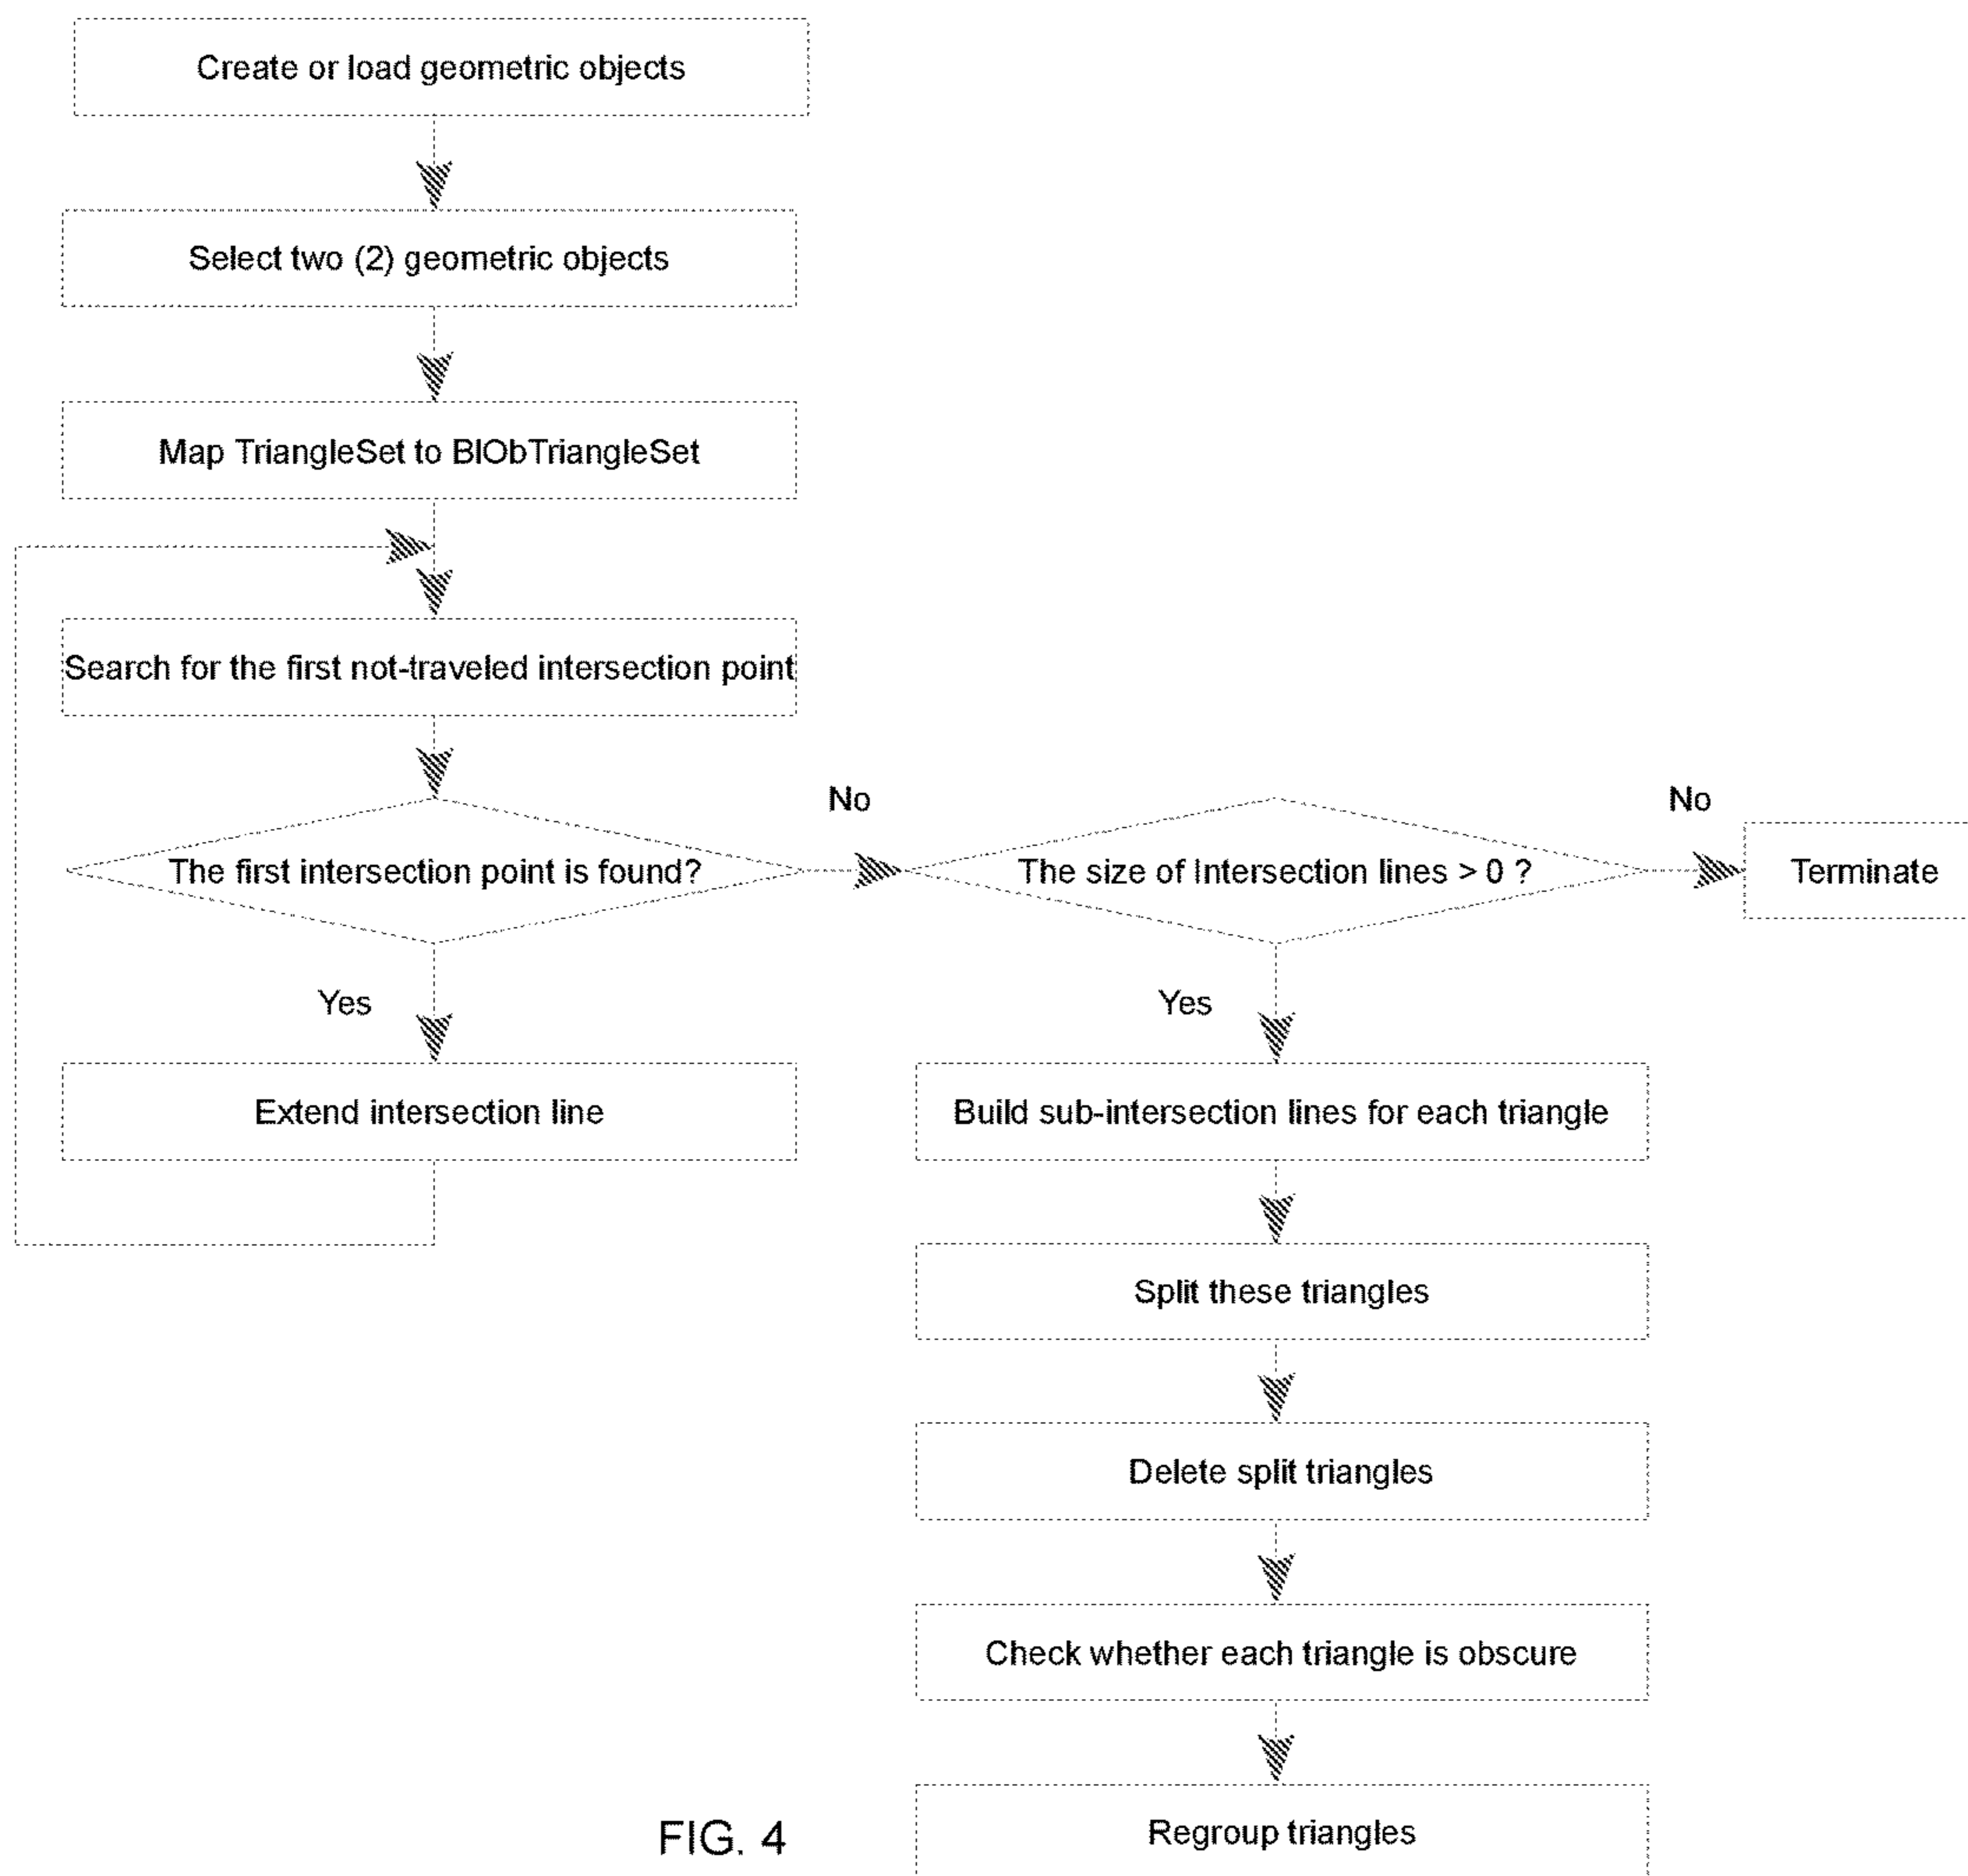 Create or load geometric objects
Select two (2) geometric objects
Map TriangleSet to BlObTriangleSet
Search for the first not-traveled intersection point
The first intersection point is found?
No
The size of Intersection lines > 0 ?
No
Terminate
Yes
Extend intersection line
Yes
Build sub-intersection lines for each triangle
Split these triangles
Delete split triangles
Check whether each triangle is obscure
Regroup triangles
FIG. 4